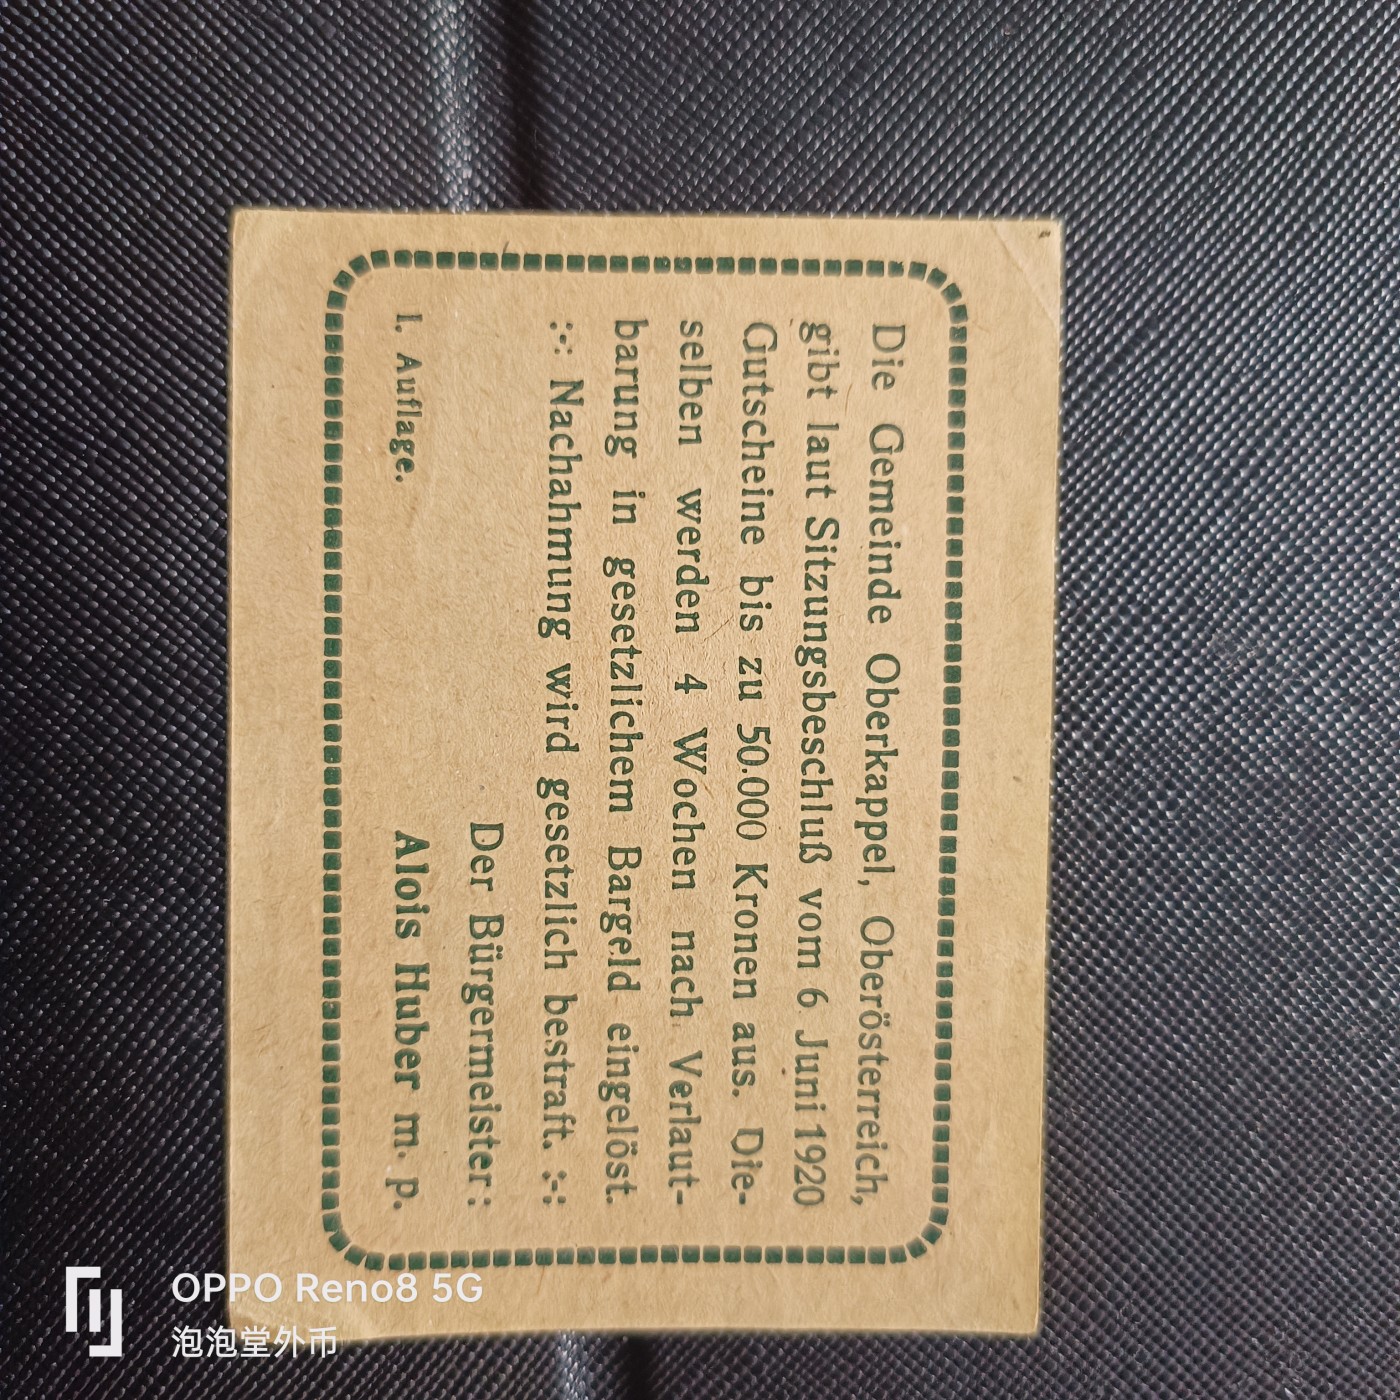 Die Gemeinde Oberkappel, Oberösterreich,
gibt laut Sitzungsbeschluß vom 6. Juni 1920
Gutscheine bis zu 50.000 Kronen aus. Die-
selben werden 4 Wochen nach Verlaut-
barung in gesetzlichem Bargeld eingelöst.
:-: Nachahmung wird gesetzlich bestraft. :-:
Der Bürgermeister:
I. Auflage. Alois Huber m. p.
OPPO Reno8 5G
泡泡堂外币